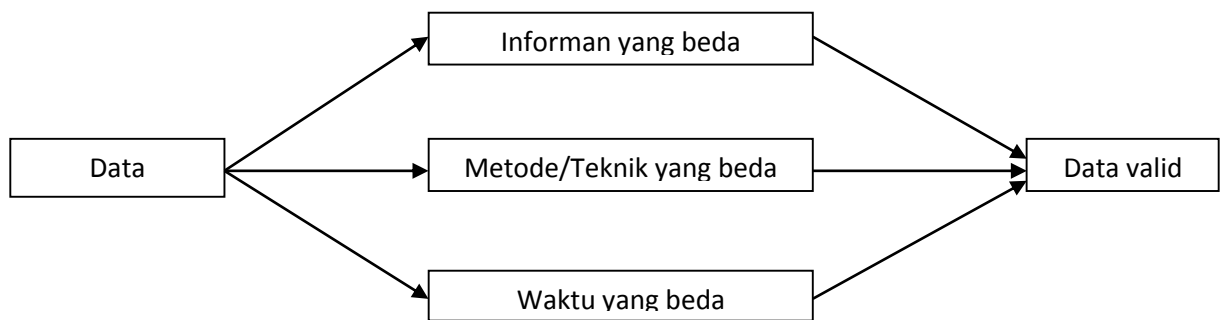 Informan yang beda
Data
Metode/Teknik yang beda
Data valid
Waktu yang beda